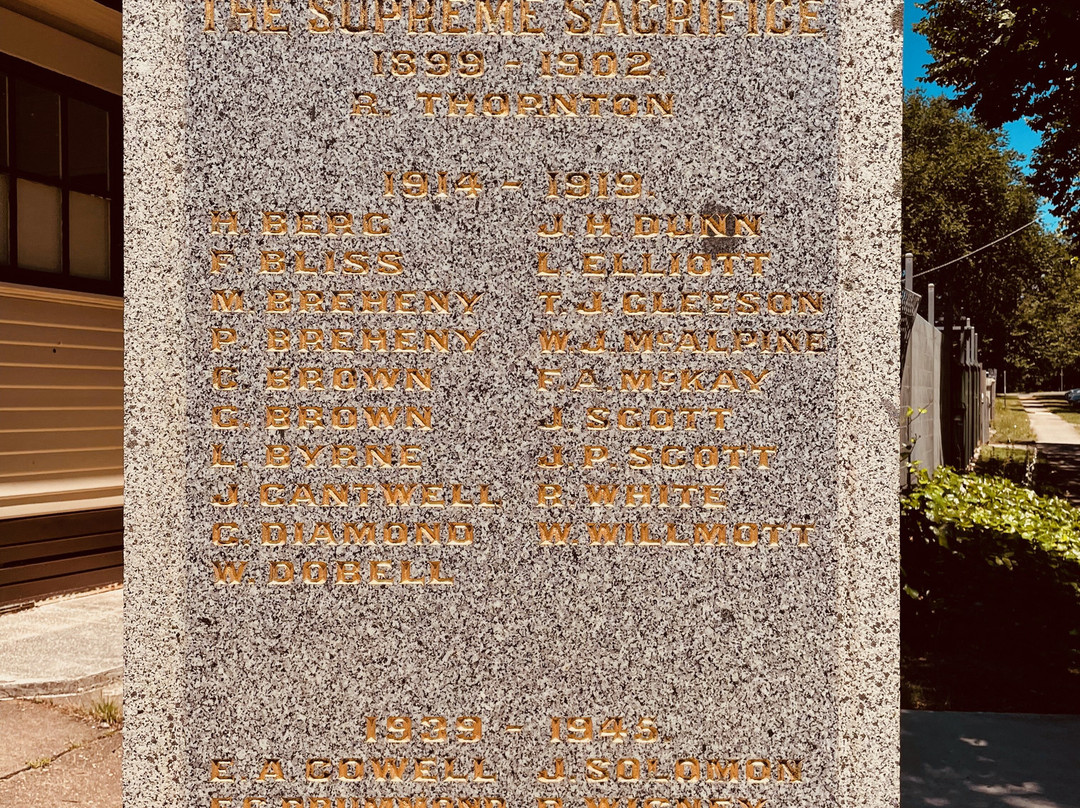 THE SUPREME SACRIFICE
1899 - 1902.
R. THORNTON
1914 - 1919.
H. BERG
F. BLISS
M. BREHENY
P. BREHENY
C. BROWN
G. BROWN
L. BYRNE
J. CANTWELL
C. DIAMOND
W. DOBELL
J. H. DUNN
L. ELLIOTT
T. J. GLEESON
W. J. McALPINE
F. A. McKAY
J. SCOTT
J. P. SCOTT
R. WHITE
W. WILLMOTT
1939 - 1945.
E. A COWELL
J. SOLOMON